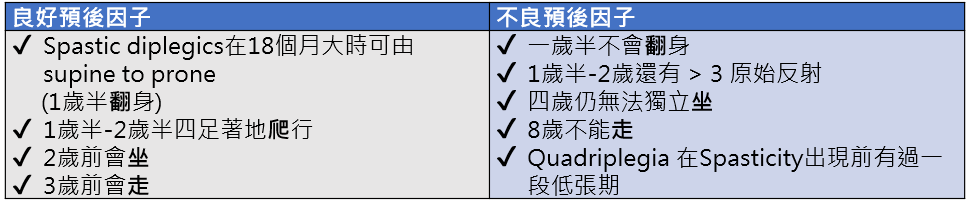 良好預後因子
✓ Spastic diplegics在18個月大時可由
supine to prone
(1歲半翻身)
✓ 1歲半-2歲半四足著地爬行
✓ 2歲前會坐
✓ 3歲前會走
不良預後因子
✓ 一歲半不會翻身
✓ 1歲半-2歲還有 > 3 原始反射
✓ 四歲仍無法獨立坐
✓ 8歲不能走
✓ Quadriplegia 在Spasticity出現前有過一
段低張期